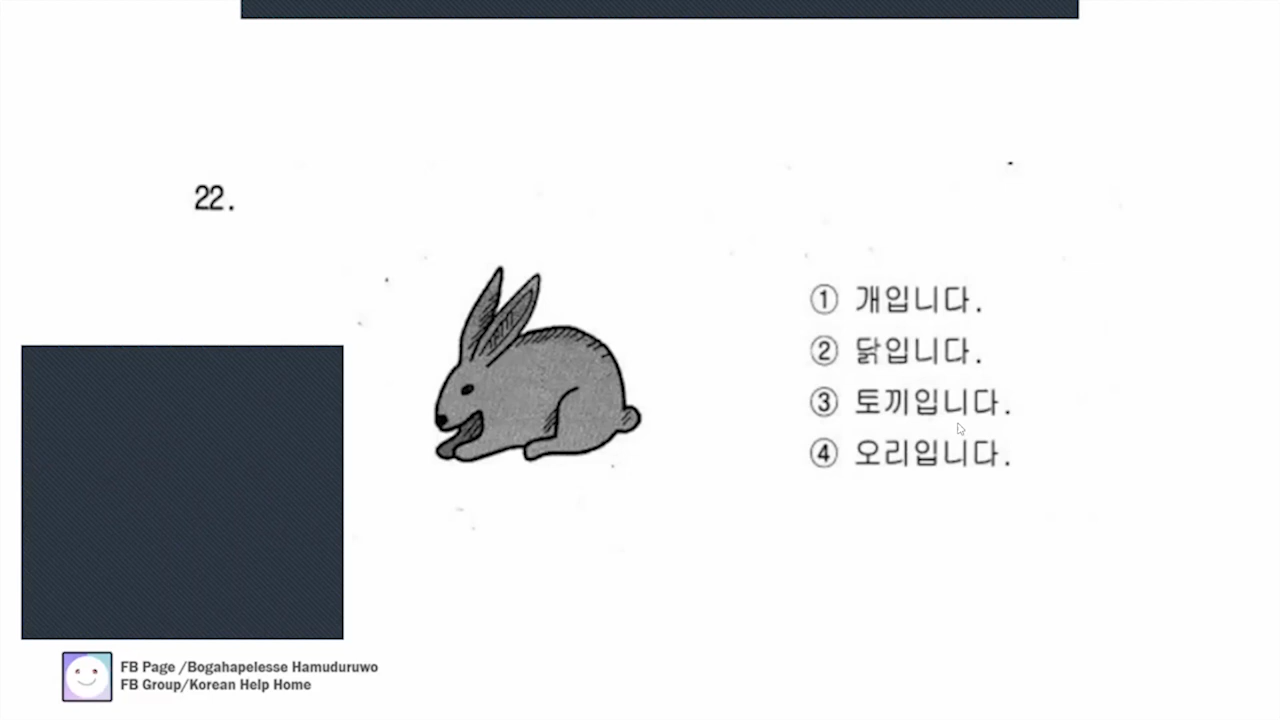 22.
① 개입니다.
② 닭입니다.
③ 토끼입니다.
④ 오리입니다.
FB Page /Bogahapelesse Hamuduruwo
FB Group/Korean Help Home